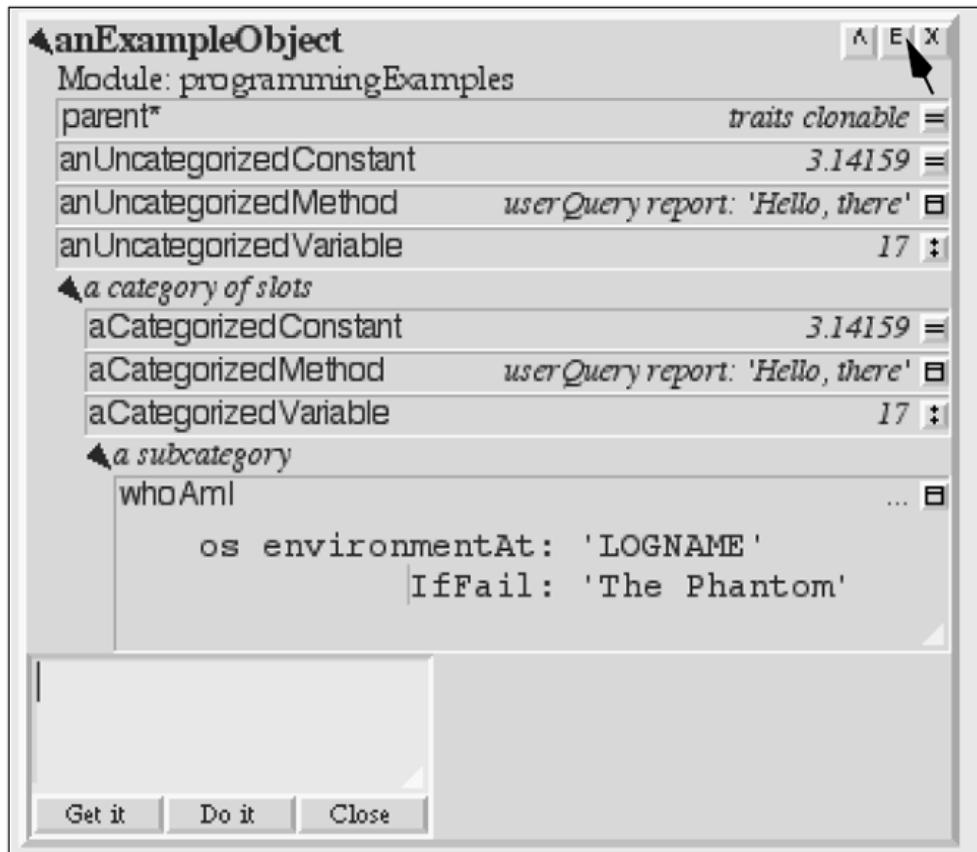 anExampleObject Λ E X
Module: programmingExamples
parent* traits clonable =
anUncategorizedConstant 3.14159 =
anUncategorizedMethod userQuery report: 'Hello, there'
anUncategorizedVariable 17 :
a category of slots
aCategorizedConstant 3.14159 =
aCategorizedMethod userQuery report: 'Hello, there'
aCategorizedVariable 17 :
a subcategory
whoAmI ...
os environmentAt: 'LOGNAME'
IfFail: 'The Phantom'
Get it Do it Close